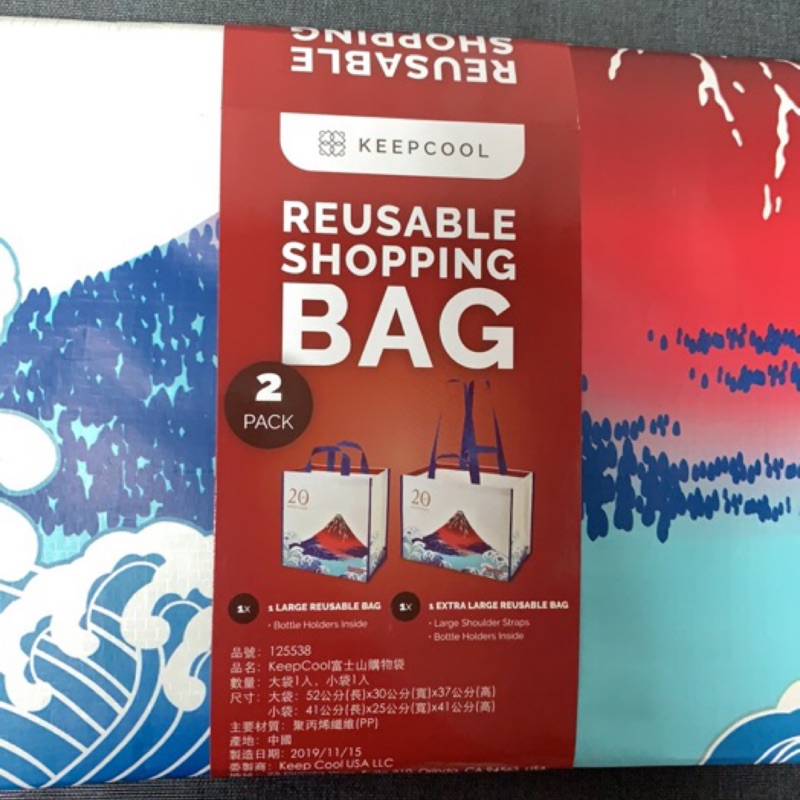 REUSABLE
SHOPPING
KEEPCOOL
REUSABLE
SHOPPING
BAG
2
PACK
20
20
1X 1 LARGE REUSABLE BAG
• Bottle Holders Inside
1X 1 EXTRA LARGE REUSABLE BAG
• Large Shoulder Straps
• Bottle Holders Inside
品號: 125538
品名: KeepCool富士山購物袋
數量: 大袋1入, 小袋1入
尺寸: 大袋: 52公分(長)x30公分(寬)x37公分(高)
小袋: 41公分(長)x25公分(寬)x41公分(高)
主要材質: 聚丙烯纖維(PP)
產地: 中國
製造日期: 2019/11/15
委製商: Keep Cool USA LLC
CA 94563, USA